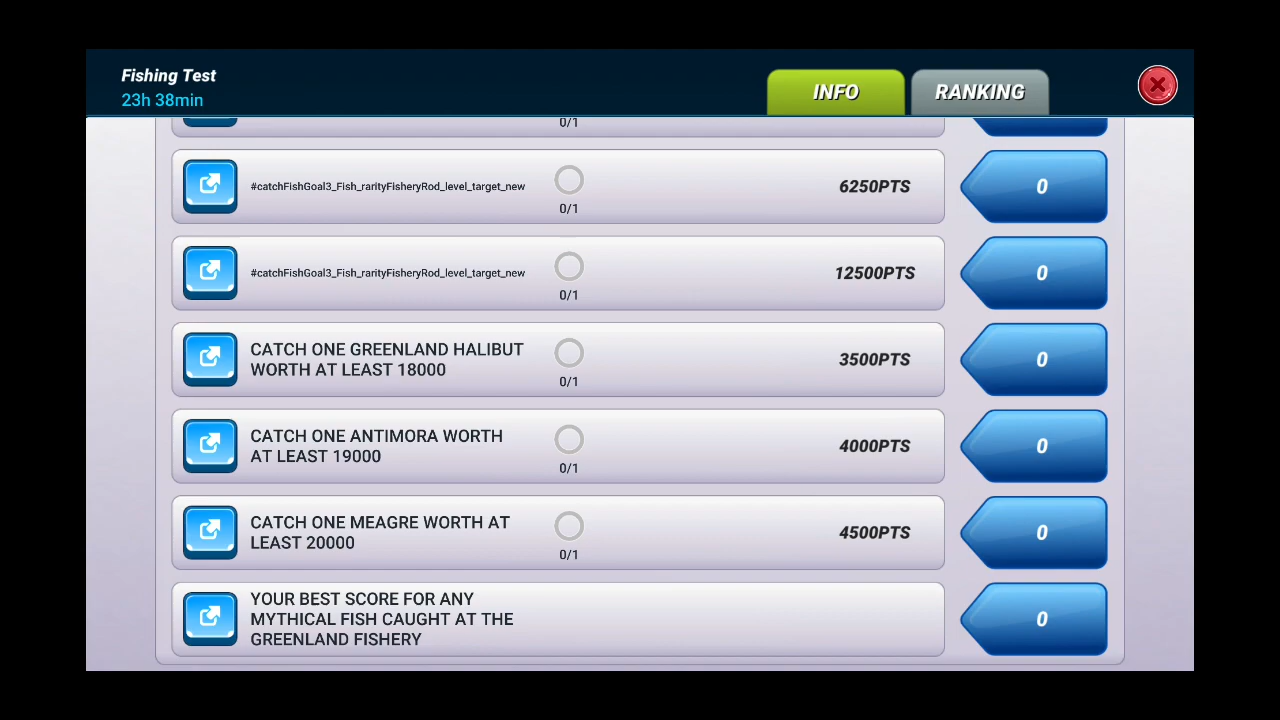 Fishing Test
23h 38min
INFO
RANKING
0/1
#catchFishGoal3_Fish_rarityFisheryRod_level_target_new
0/1
6250PTS
0
#catchFishGoal3_Fish_rarityFisheryRod_level_target_new
0/1
12500PTS
0
CATCH ONE GREENLAND HALIBUT
WORTH AT LEAST 18000
0/1
3500PTS
0
CATCH ONE ANTIMORA WORTH
AT LEAST 19000
0/1
4000PTS
0
CATCH ONE MEAGRE WORTH AT
LEAST 20000
0/1
4500PTS
0
YOUR BEST SCORE FOR ANY
MYTHICAL FISH CAUGHT AT THE
GREENLAND FISHERY
0